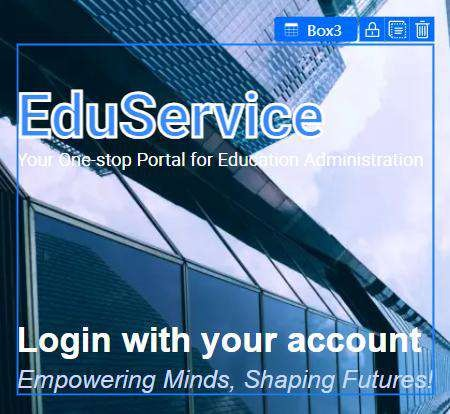 Box3
EduService
Your One-stop Portal for Education Administration
Login with your account
Empowering Minds, Shaping Futures!